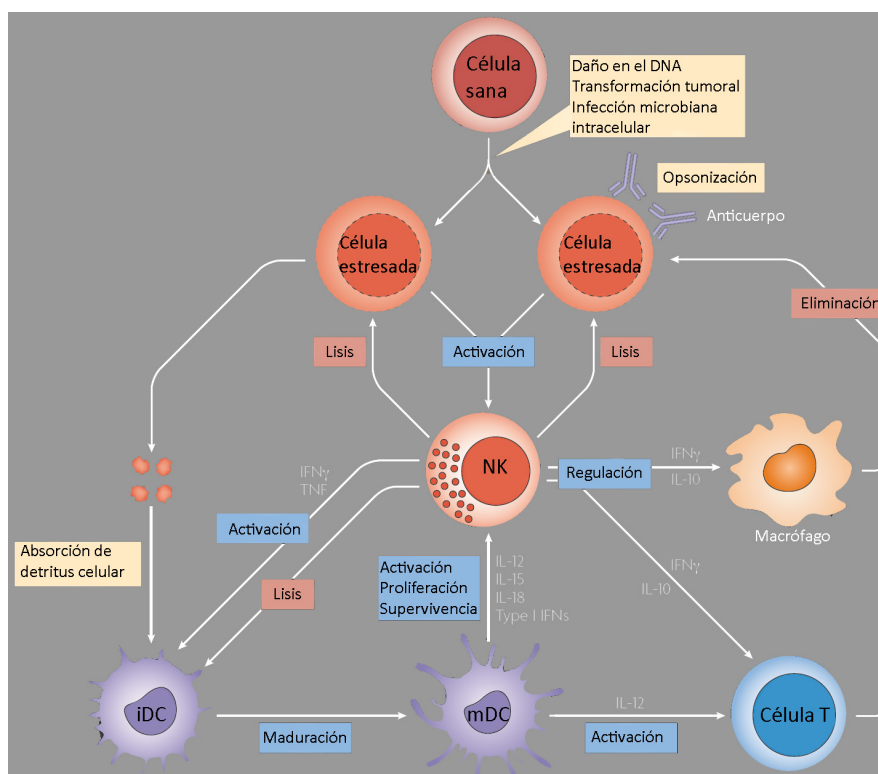 Célula
sana
Daño en el DNA
Transformación tumoral
Infección microbiana
intracelular
Opsonización
Anticuerpo
Célula
estresada
Célula
estresada
Eliminación
Lisis
Activación
Lisis
NK
IFNγ
TNF
Regulación
IFNγ
IL-10
Macrófago
Activación
Absorción de
detritus celular
Lisis
Activación
Proliferación
Supervivencia
IL-12
IL-15
IL-18
Type I IFNs
IFNγ
IL-10
iDC
Maduración
mDC
IL-12
Activación
Célula T